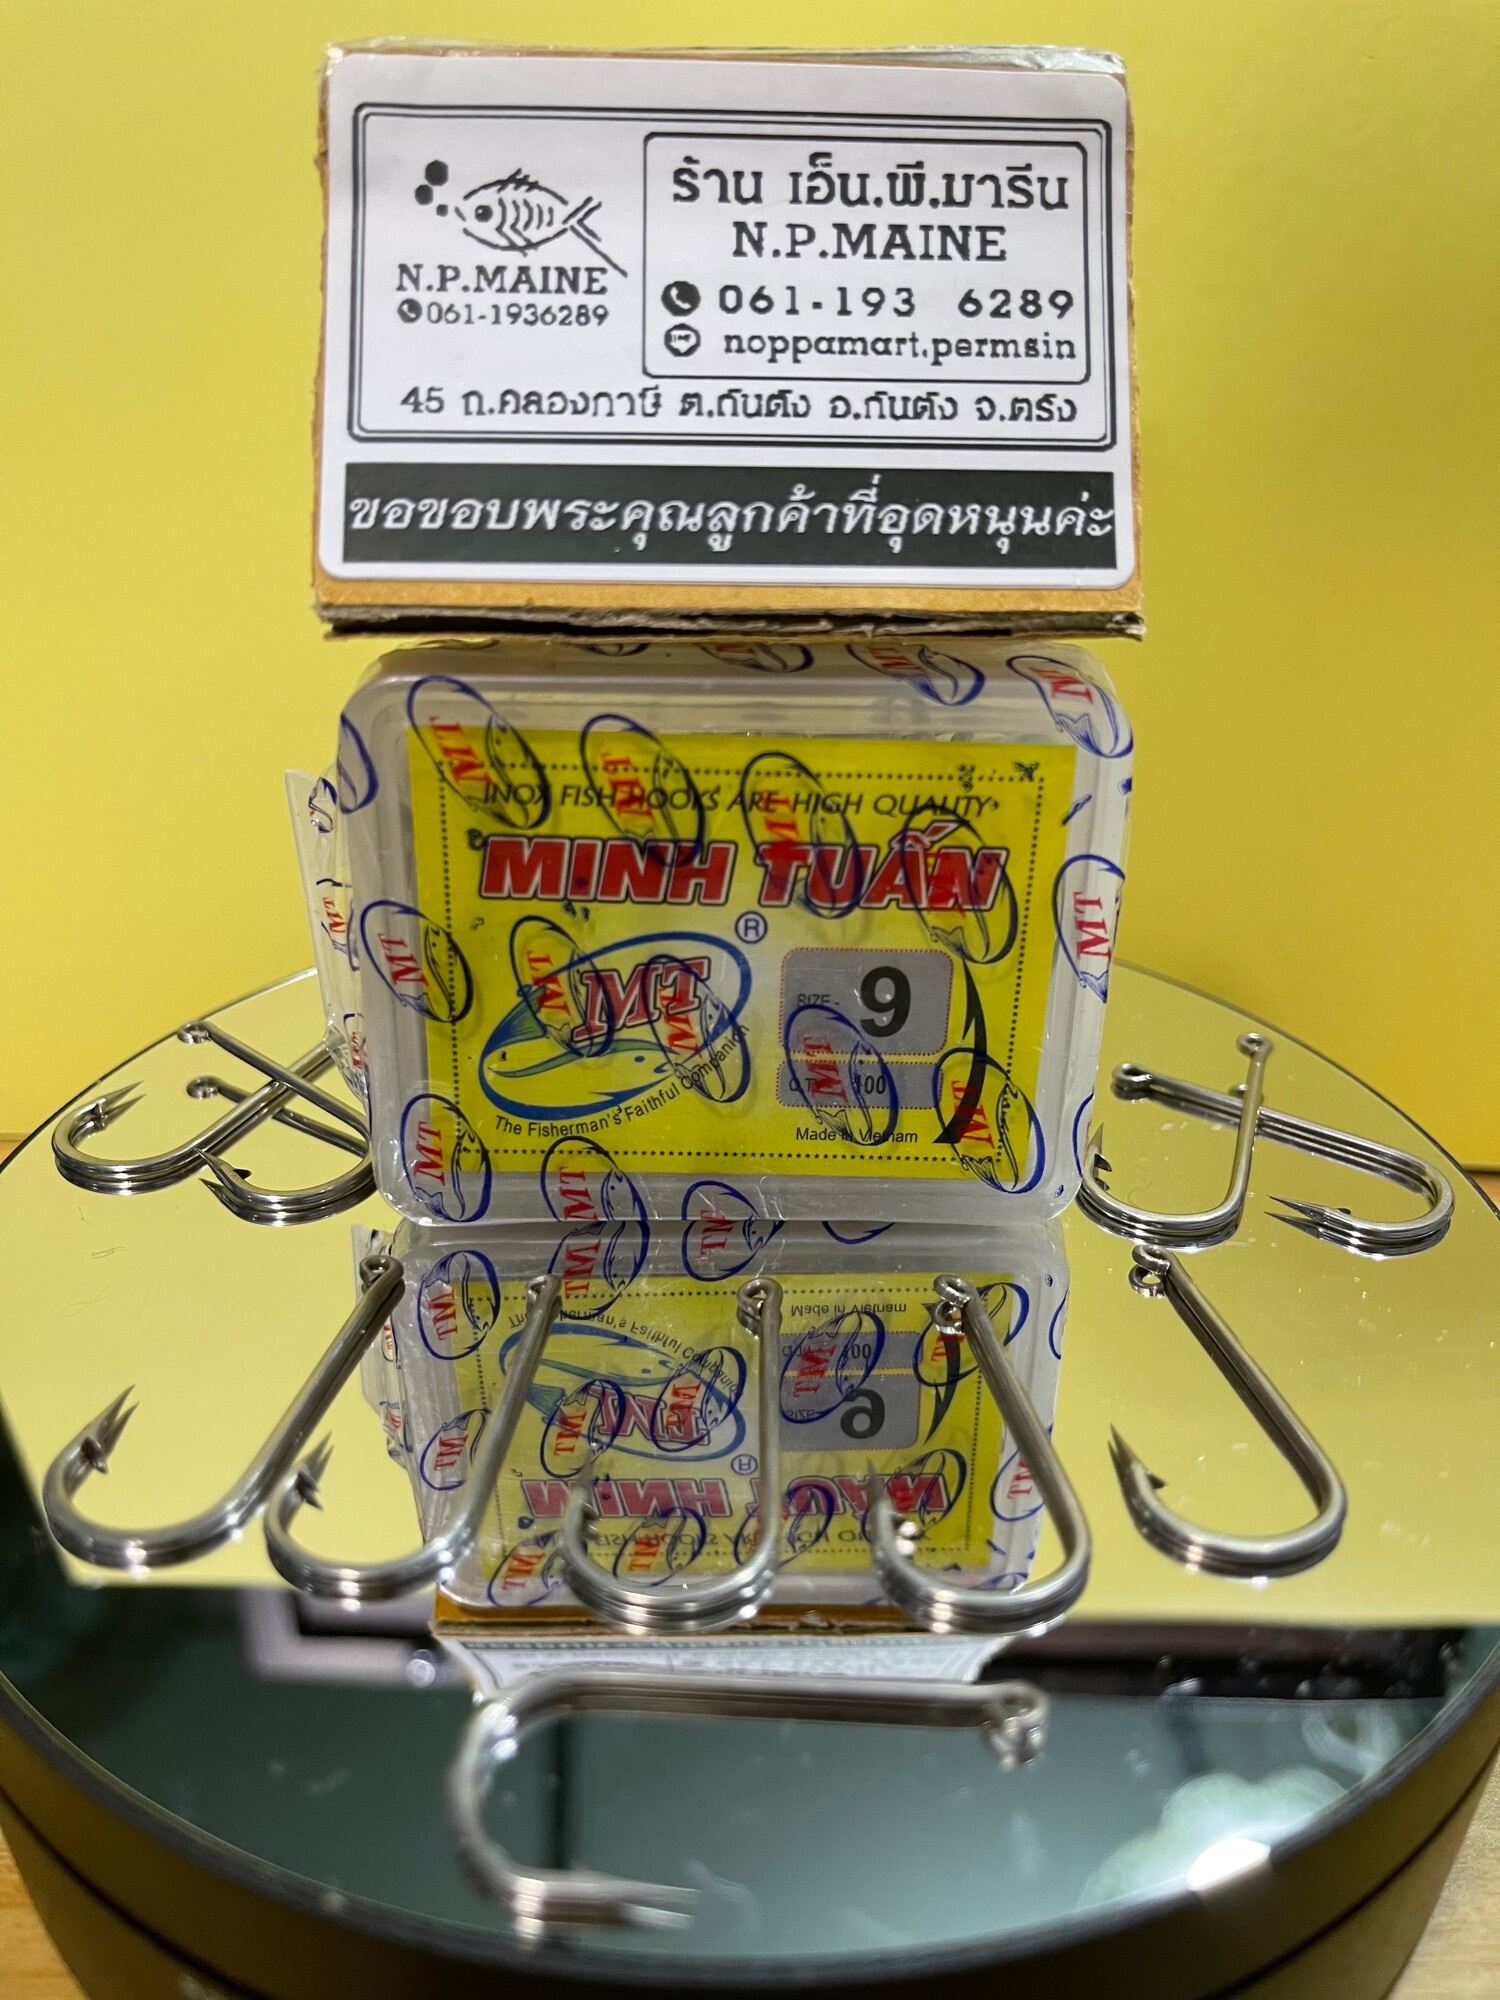 N.P.MAINE
061-1936289
ร้าน เอ็น.พี.มารีน
N.P.MAINE
061-193 6289
noppamart.permsin
45 ถ.คลองภาษี ต.กันตัง อ.กันตัง จ.ตรัง
ขอขอบพระคุณลูกค้าที่อุดหนุนค่ะ
INOX FISH HOOKS ARE HIGH QUALITY
MINH TUẤN
®
MT
SIZE - 9
Q.TY 100
The Fisherman's Faithful Companion
Made in Vietnam